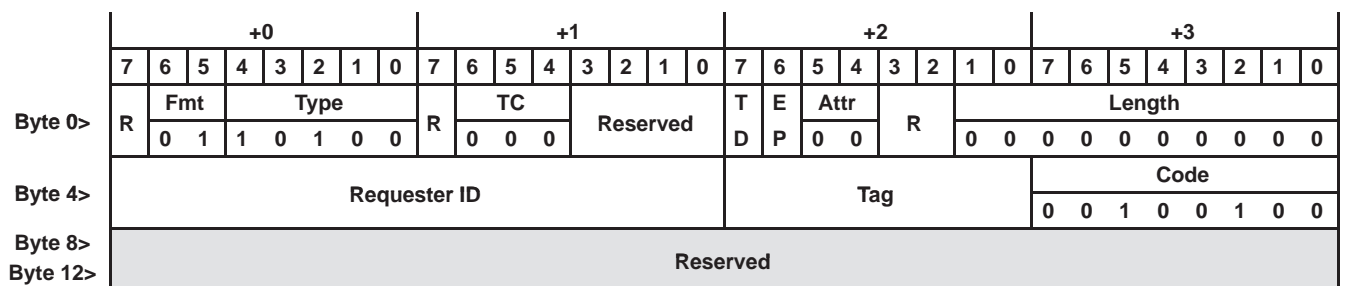 +0 +1 +2 +3
7 6 5 4 3 2 1 0 7 6 5 4 3 2 1 0 7 6 5 4 3 2 1 0 7 6 5 4 3 2 1 0
Byte 0> R Fmt Type R TC Reserved T E Attr R Length
0 1 1 0 1 0 0 0 0 0 D P 0 0 0 0 0 0 0 0 0 0 0 0
Byte 4> Requester ID Tag Code
0 0 1 0 0 1 0 0
Byte 8>
Byte 12> Reserved